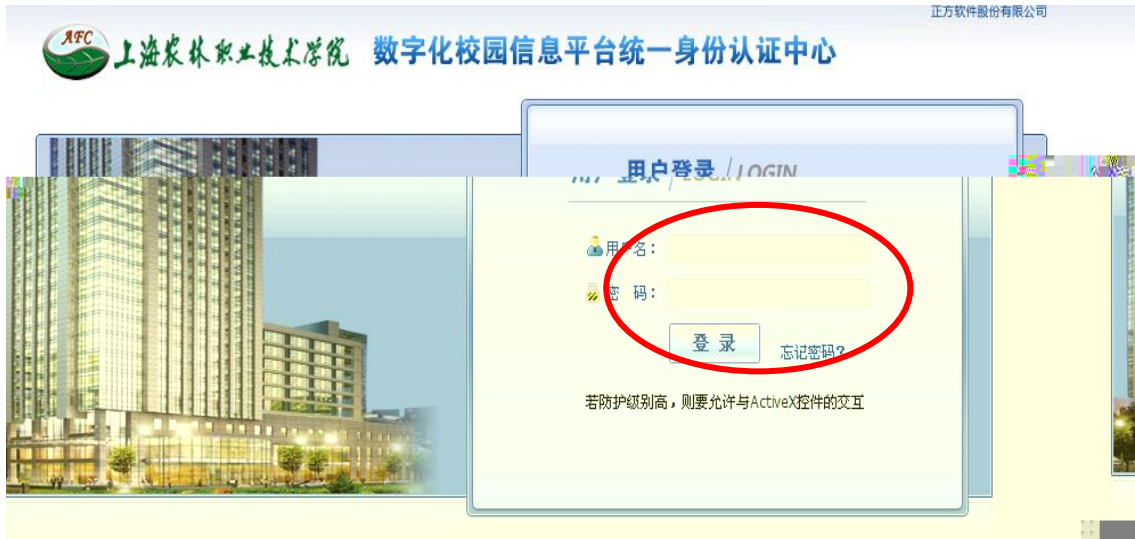 正方软件股份有限公司
AFC 上海农林职业技术学院 数字化校园信息平台统一身份认证中心
用户登录 / LOGIN
用户名：
密 码：
登 录 忘记密码?
若防护级别高，则要允许与ActiveX控件的交互